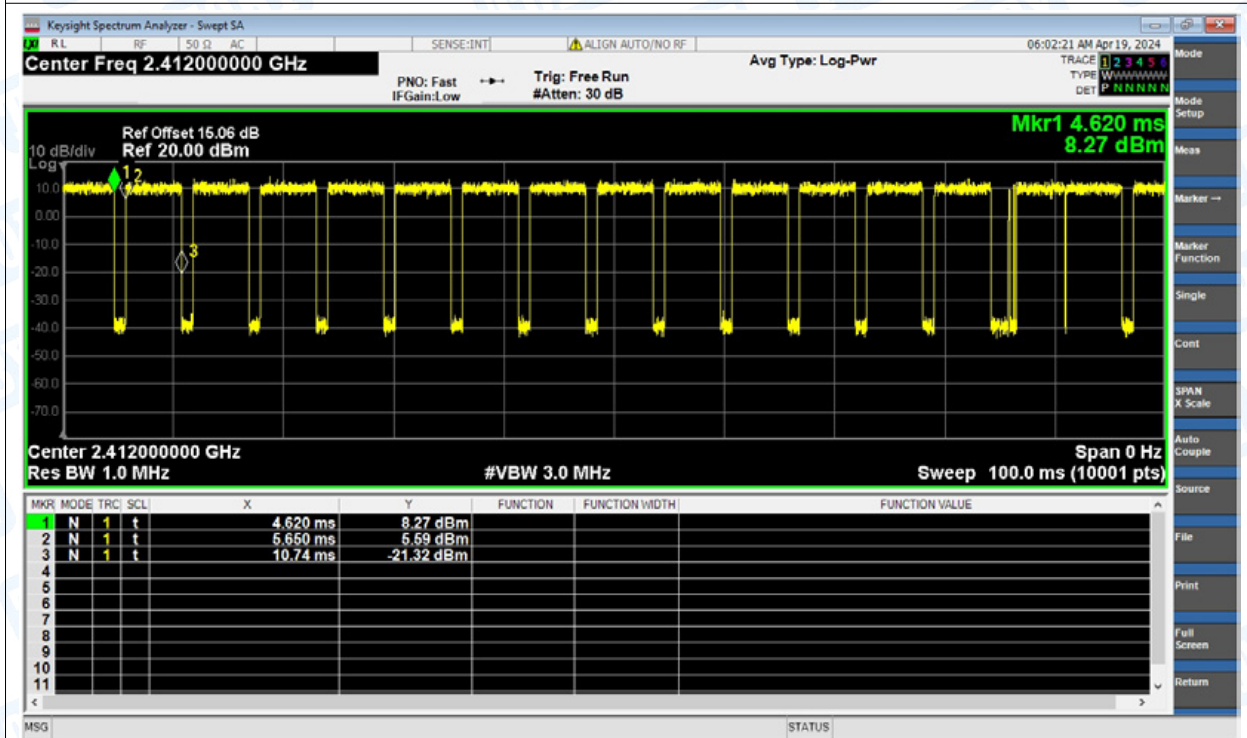 Keysight Spectrum Analyzer - Swept SA
RL RF 50 Ω AC SENSE:INT ALIGN AUTO/NO RF 06:02:21 AM Apr 19, 2024
Center Freq 2.412000000 GHz
PNO: Fast
IFGain:Low
Trig: Free Run
#Atten: 30 dB
Avg Type: Log-Pwr
TRACE 1 2 3 4 5 6
TYPE W
DET P N N N N N
Mkr1 4.620 ms
8.27 dBm
Ref Offset 15.06 dB
10 dB/div Ref 20.00 dBm
Log
1 2
10.0
0.00
-10.0
3
-20.0
-30.0
-40.0
-50.0
-60.0
-70.0
Center 2.412000000 GHz Span 0 Hz
Res BW 1.0 MHz #VBW 3.0 MHz Sweep 100.0 ms (10001 pts)
MKR MODE TRC SCL X Y FUNCTION FUNCTION WIDTH FUNCTION VALUE
1 N 1 t 4.620 ms 8.27 dBm
2 N 1 t 5.650 ms 5.59 dBm
3 N 1 t 10.74 ms -21.32 dBm
4
5
6
7
8
9
10
11
MSG STATUS
Mode
Mode
Setup
Meas
Marker →
Marker
Function
Single
Cont
SPAN
X Scale
Auto
Couple
Source
File
Print
Full
Screen
Return